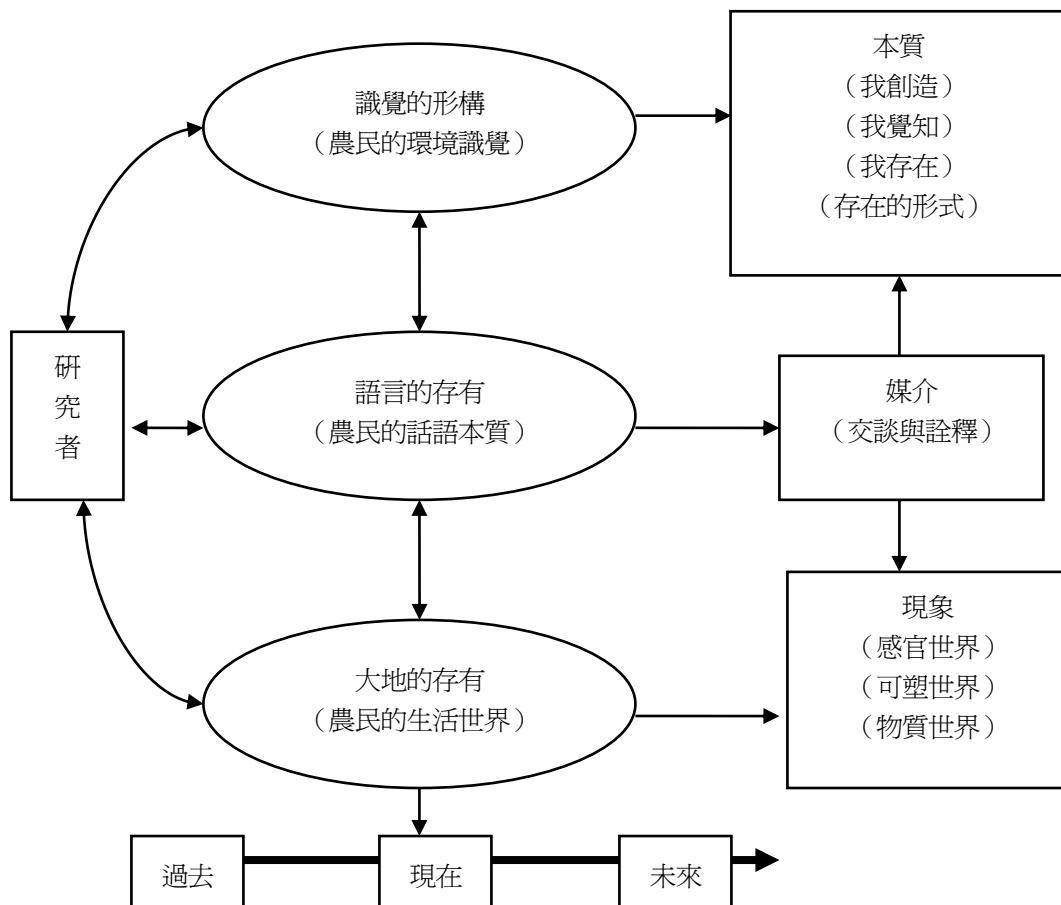 識覺的形構
（農民的環境識覺）
本質
（我創造）
（我覺知）
（我存在）
（存在的形式）
研
究
者
語言的存有
（農民的話語本質）
媒介
（交談與詮釋）
大地的存有
（農民的生活世界）
現象
（感官世界）
（可塑世界）
（物質世界）
過去
現在
未來